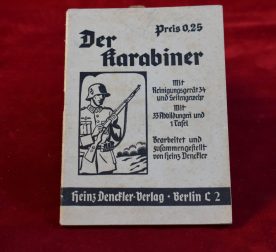 Preis 0,25
Der
Karabiner
Mit
Reinigungsgerät 34
und Seitengewehr
Mit
33 Abbildungen und
1 Tafel
Bearbeitet und
zusammengestellt
von Heinz Denckler
Heinz Denckler-Verlag · Berlin C 2